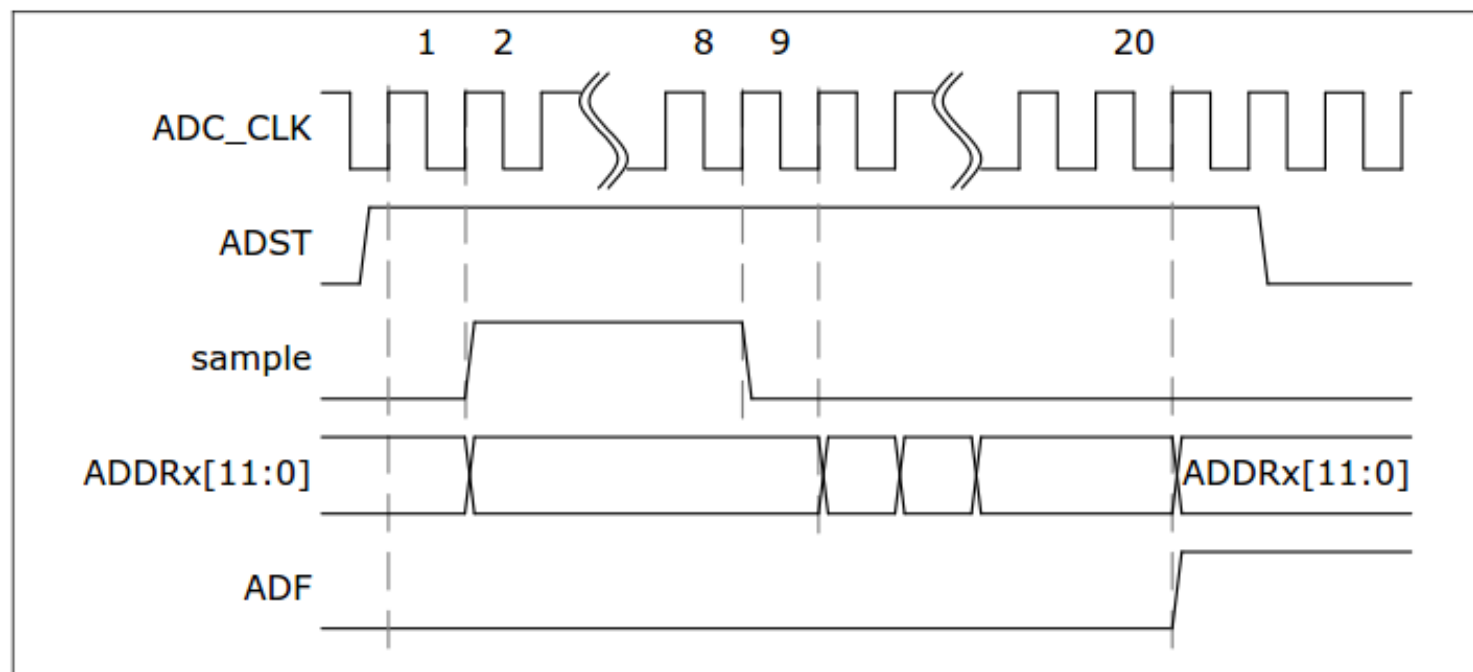 1 2 8 9 20
ADC_CLK
ADST
sample
ADDRx[11:0] ADDRx[11:0]
ADF